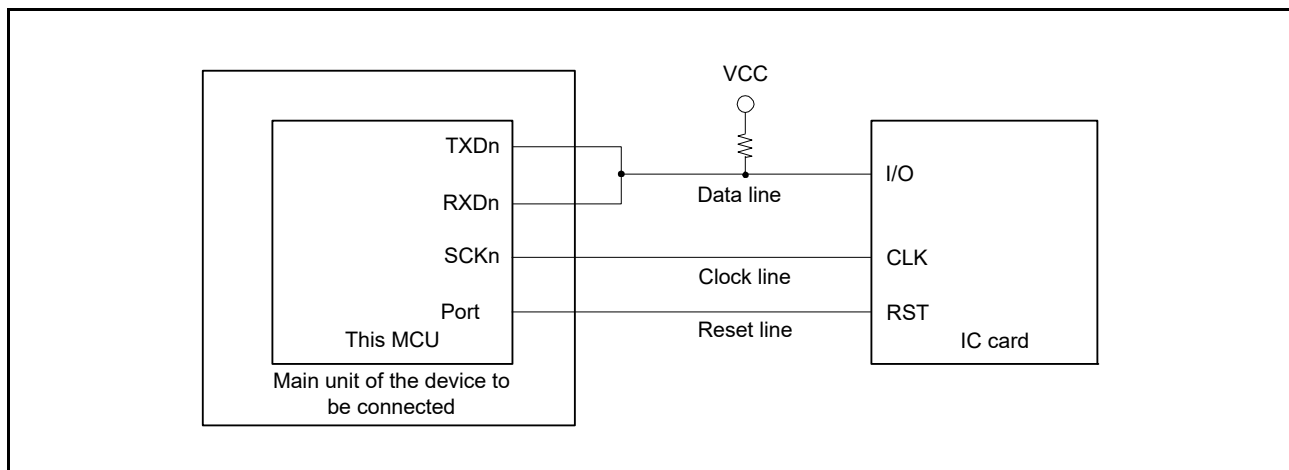 VCC
TXDn
RXDn
SCKn
Port
This MCU
Main unit of the device to
be connected
Data line
Clock line
Reset line
I/O
CLK
RST
IC card